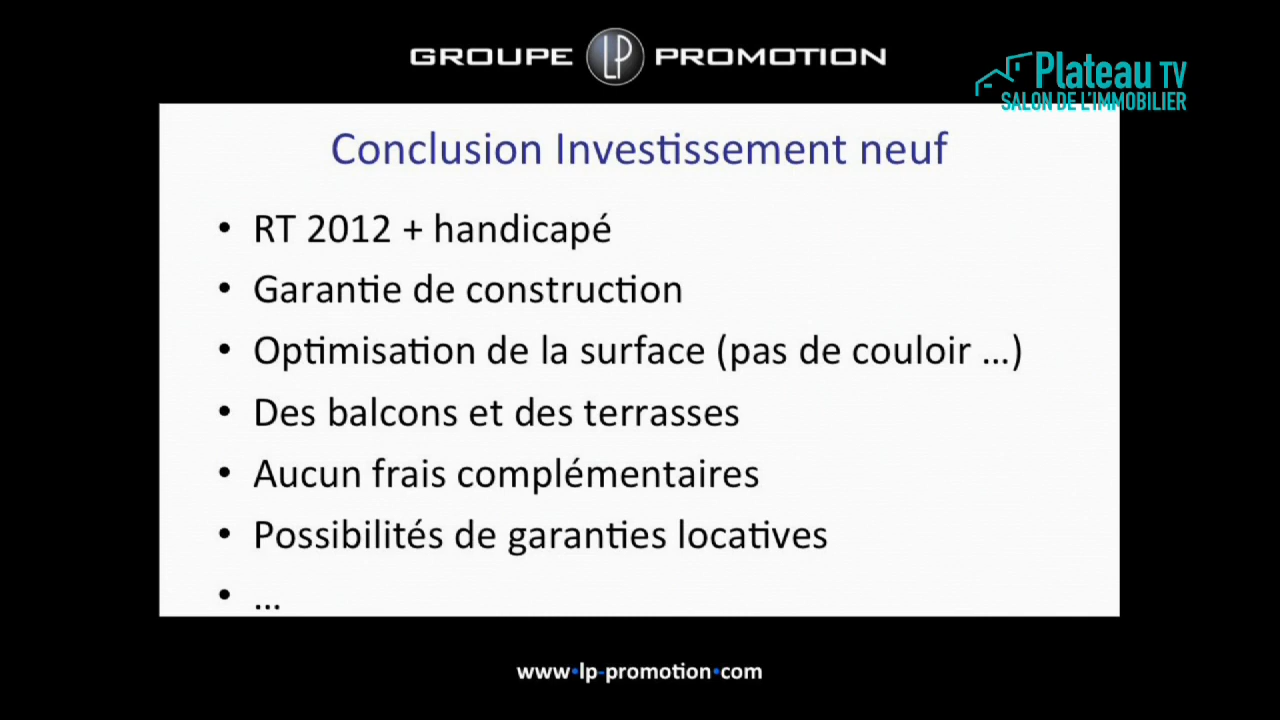 GROUPE LP PROMOTION
Plateau TV
SALON DE L'IMMOBILIER
Conclusion Investissement neuf
• RT 2012 + handicapé
• Garantie de construction
• Optimisation de la surface (pas de couloir ...)
• Des balcons et des terrasses
• Aucun frais complémentaires
• Possibilités de garanties locatives
• ...
www•lp-promotion•com